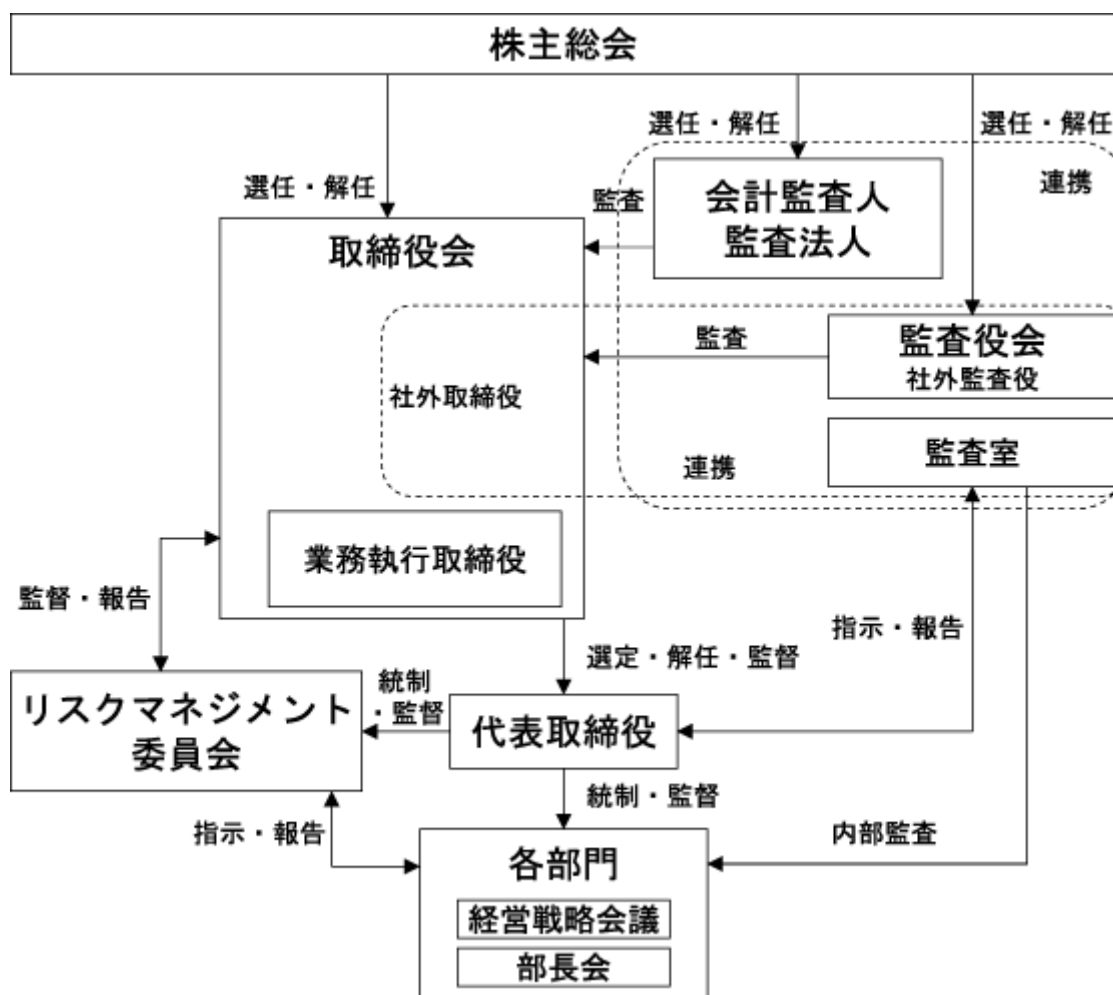 株主総会
選任・解任
選任・解任
選任・解任
連携
監査
会計監査人
監査法人
取締役会
監査
監査役会
社外監査役
社外取締役
監査室
連携
業務執行取締役
監督・報告
指示・報告
選定・解任・監督
リスクマネジメント
委員会
統制
・監督
代表取締役
統制・監督
指示・報告
内部監査
各部門
経営戦略会議
部長会